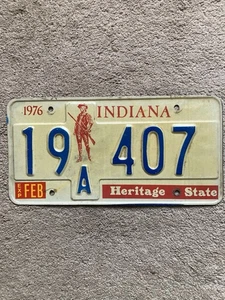 1976 INDIANA
19 A 407
EXP FEB Heritage State